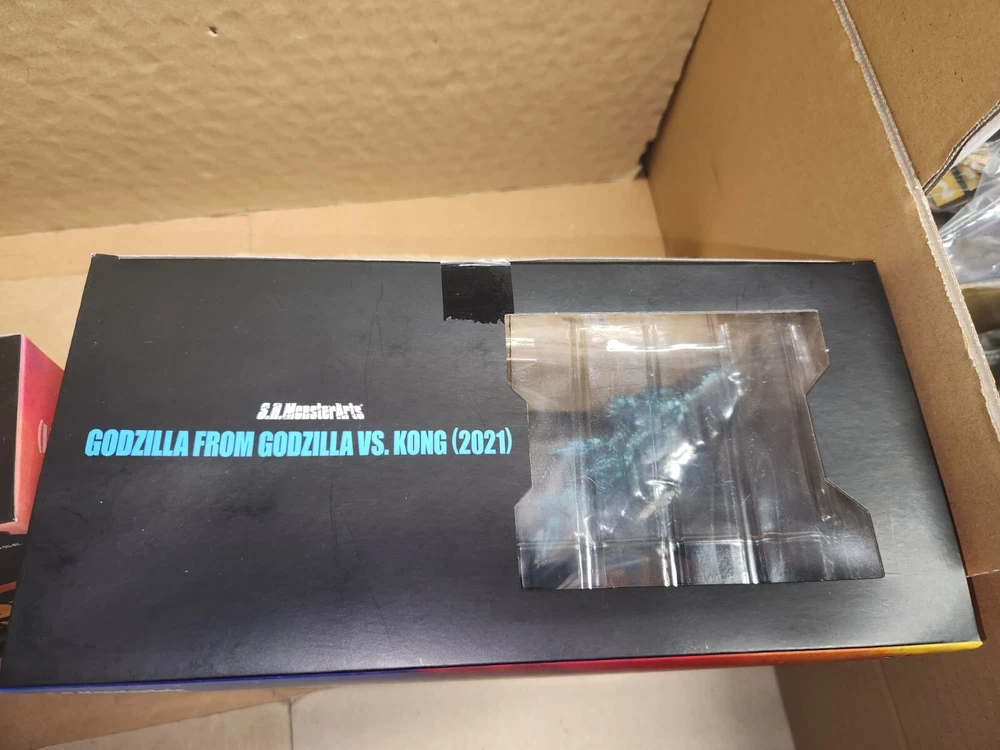 S.H.MonsterArts
GODZILLA FROM GODZILLA VS. KONG (2021)